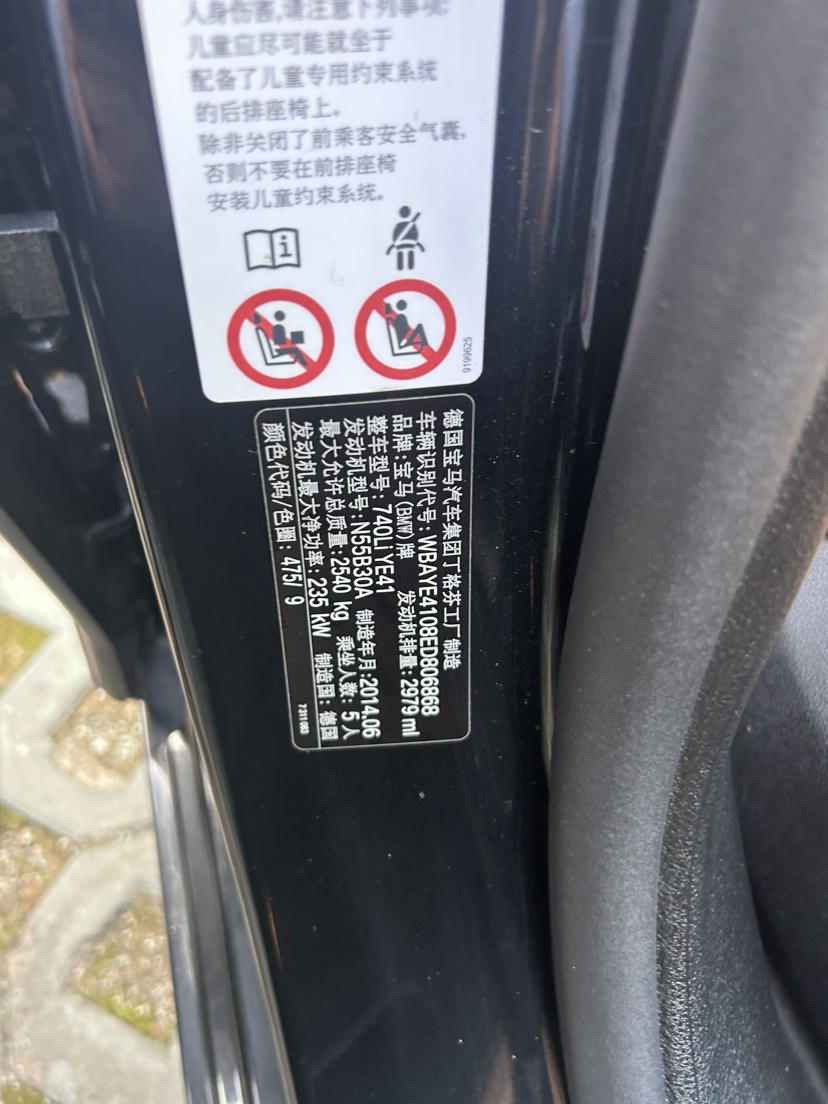 人身伤害,请注意下列事项:
儿童应尽可能就坐于
配备了儿童专用约束系统
的后排座椅上。
除非关闭了前乘客安全气囊,
否则不要在前排座椅
安装儿童约束系统。
9199625
德国宝马汽车集团丁格芬工厂 制造
车辆识别代号: WBAYE4108ED806868
品牌:宝马(BMW)牌 发动机排量: 2979 ml
整车型号: 740Li YE41
发动机型号: N55B30A 制造年月:2014.06
最大允许总质量:2540 kg 乘坐人数: 5人
发动机最大净功率: 235 kW 制造国: 德国
颜色代码/色圈: 475/ 9
7311083